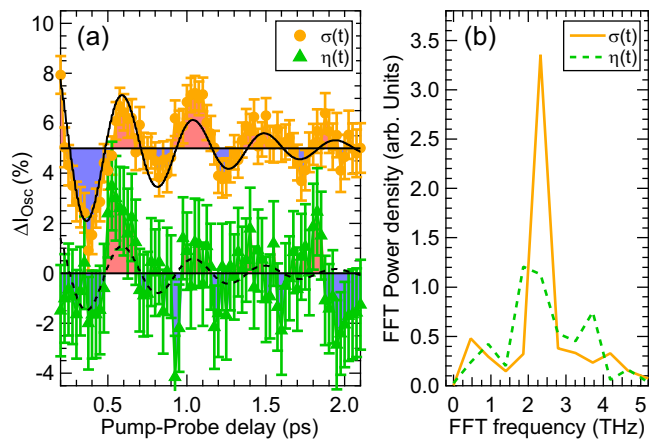 (a)
σ(t)
η(t)
ΔI_Osc (%)
10
8
6
4
2
0
-2
-4
0.5
1.0
1.5
2.0
Pump-Probe delay (ps)
(b)
σ(t)
η(t)
FFT Power density (arb. Units)
3.5
3.0
2.5
2.0
1.5
1.0
0.5
0.0
0
1
2
3
4
5
FFT frequency (THz)